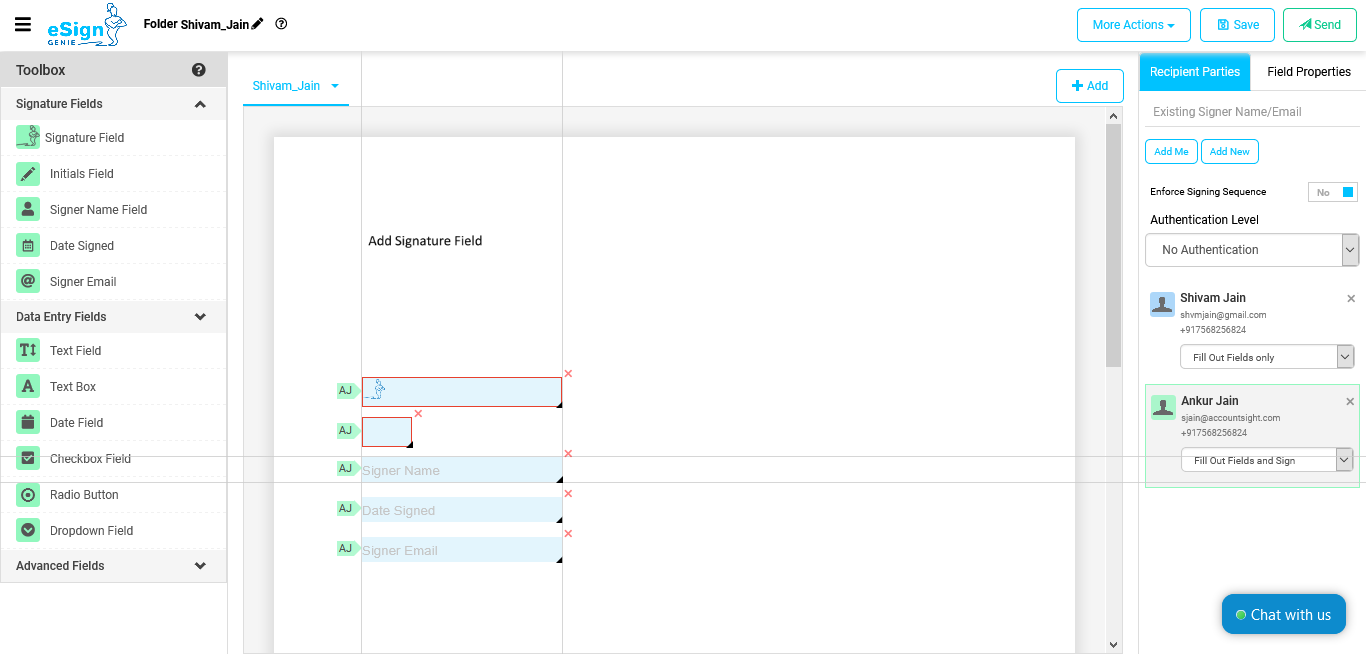 eSign
GENIE
Folder Shivam_Jain
More Actions
Save
Send
Toolbox
Signature Fields
Signature Field
Initials Field
Signer Name Field
Date Signed
Signer Email
Data Entry Fields
Text Field
Text Box
Date Field
Checkbox Field
Radio Button
Dropdown Field
Advanced Fields
Shivam_Jain
Add
Add Signature Field
AJ
AJ
AJ Signer Name
AJ Date Signed
AJ Signer Email
Recipient Parties Field Properties
Existing Signer Name/Email
Add Me Add New
Enforce Signing Sequence No
Authentication Level
No Authentication
Shivam Jain
shvmjain@gmail.com
+917568256824
Fill Out Fields only
Ankur Jain
sjain@accountsight.com
+917568256824
Fill Out Fields and Sign
Chat with us